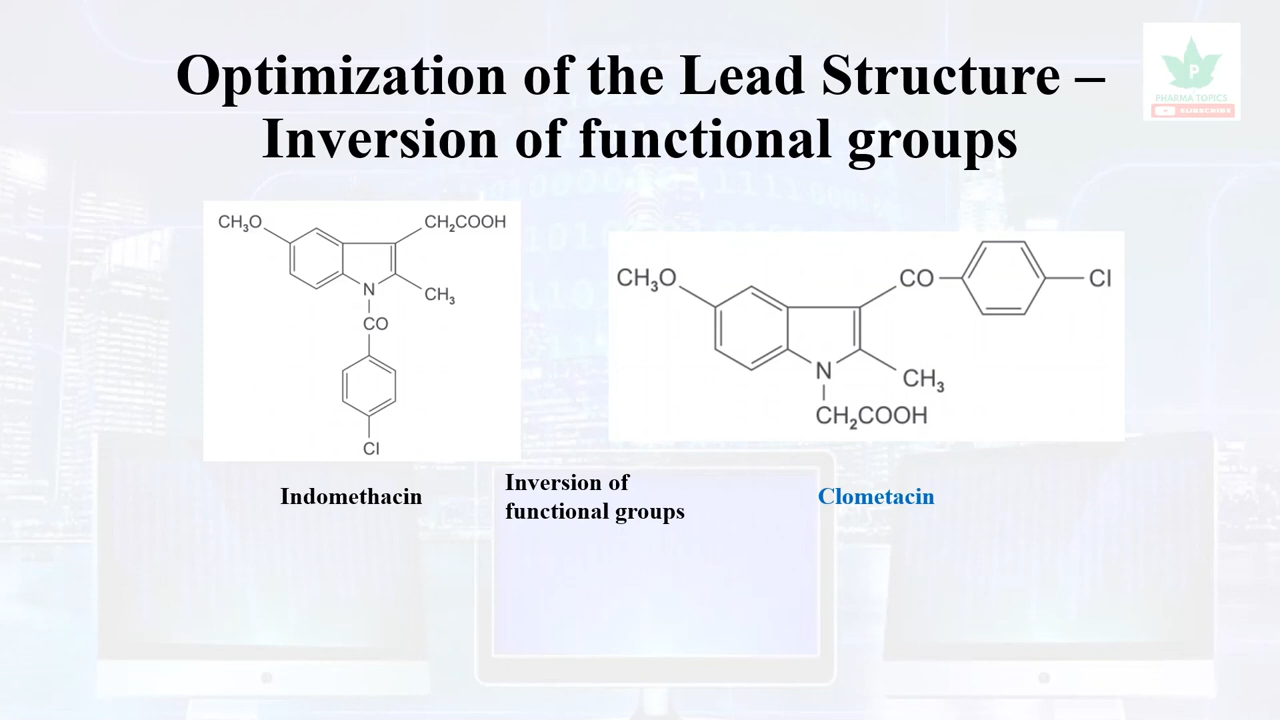 Optimization of the Lead Structure –
Inversion of functional groups
P
PHARMA TOPICS
SUBSCRIBE
CH₃O
CH₂COOH
N
CH₃
CO
Cl
CH₃O
CO
Cl
N
CH₃
CH₂COOH
Indomethacin
Inversion of
functional groups
Clometacin